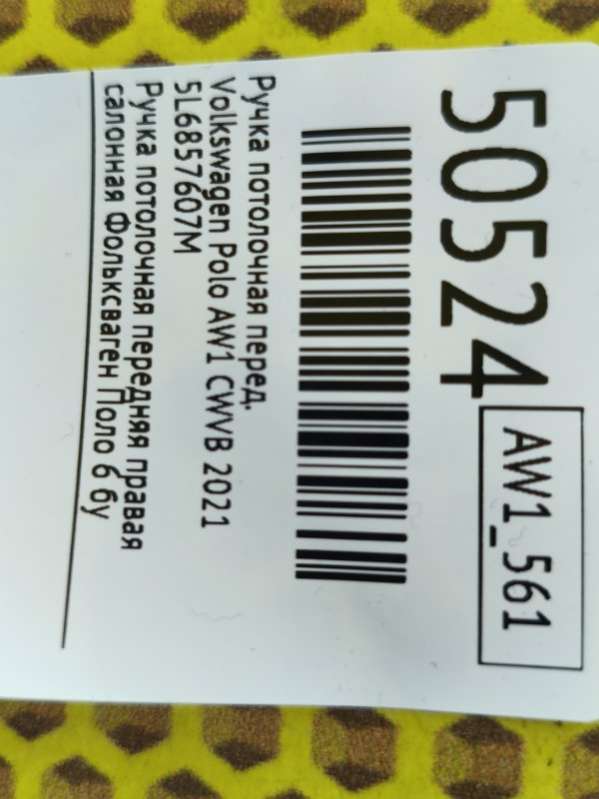 50524
AW1_561
Ручка потолочная перед.
Volkswagen Polo AW1 CWVB 2021
5L6857607M
Ручка потолочная передняя правая
салонная Фольксваген Поло 6 бу